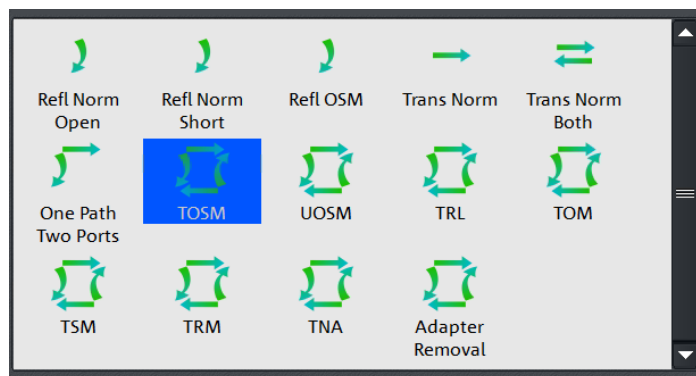 Refl Norm
Open
Refl Norm
Short
Refl OSM
Trans Norm
Trans Norm
Both
One Path
Two Ports
TOSM
UOSM
TRL
TOM
TSM
TRM
TNA
Adapter
Removal